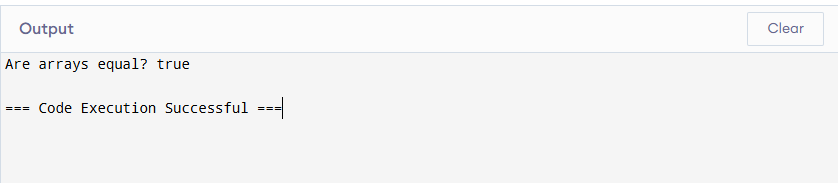 Output
Clear
Are arrays equal? true
=== Code Execution Successful ===